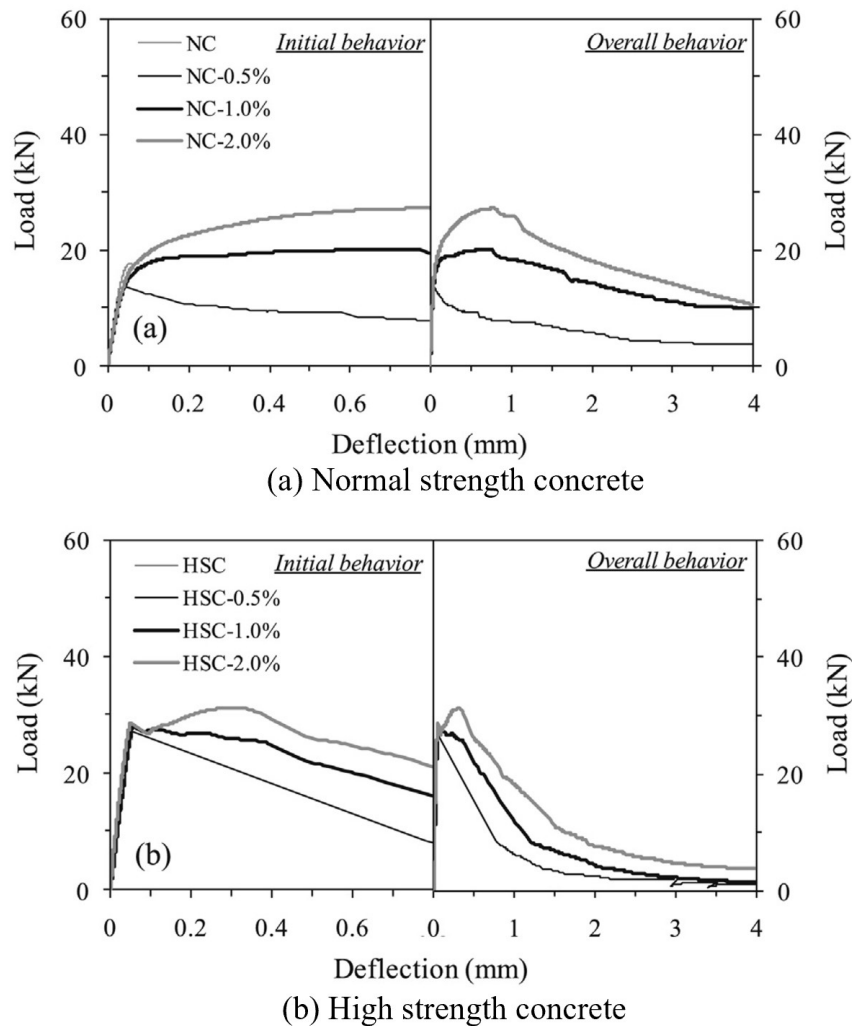 60
NC
NC-0.5%
NC-1.0%
NC-2.0%
Initial behavior
Overall behavior
60
40
40
Load (kN)
Load (kN)
20
20
(a)
0
0
0
0.2
0.4
0.6
0
1
2
3
4
Deflection (mm)
(a) Normal strength concrete
60
HSC
HSC-0.5%
HSC-1.0%
HSC-2.0%
Initial behavior
Overall behavior
60
40
40
Load (kN)
Load (kN)
20
20
(b)
0
0
0
0.2
0.4
0.6
1
2
3
4
Deflection (mm)
(b) High strength concrete